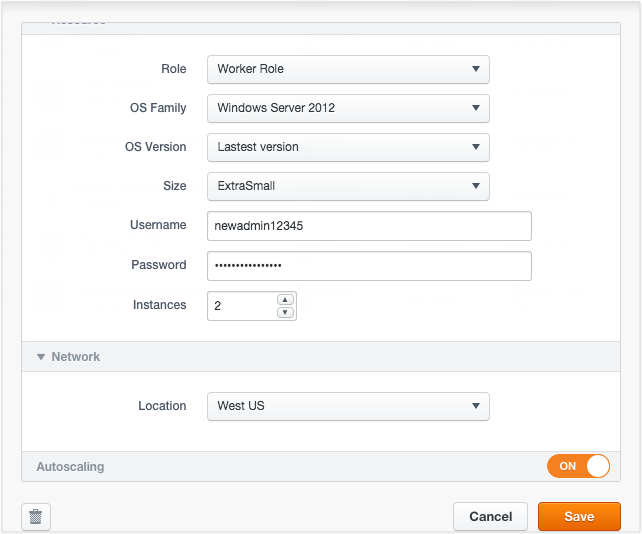 Role Worker Role
OS Family Windows Server 2012
OS Version Lastest version
Size ExtraSmall
Username newadmin12345
Password ••••••••••••••••
Instances 2
Network
Location West US
Autoscaling ON
Cancel Save